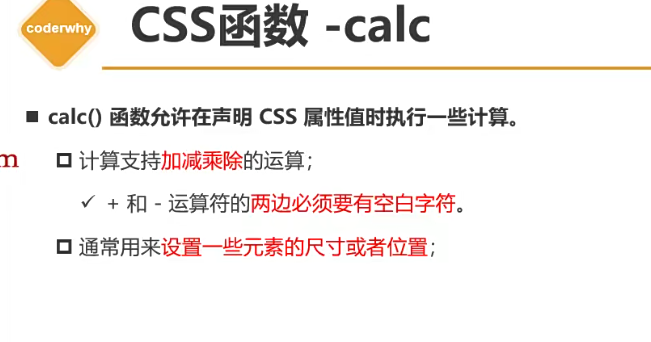 coderwhy
CSS函数 -calc
calc() 函数允许在声明 CSS 属性值时执行一些计算。
m
计算支持加减乘除的运算；
+ 和 - 运算符的两边必须要有空白字符。
通常用来设置一些元素的尺寸或者位置；